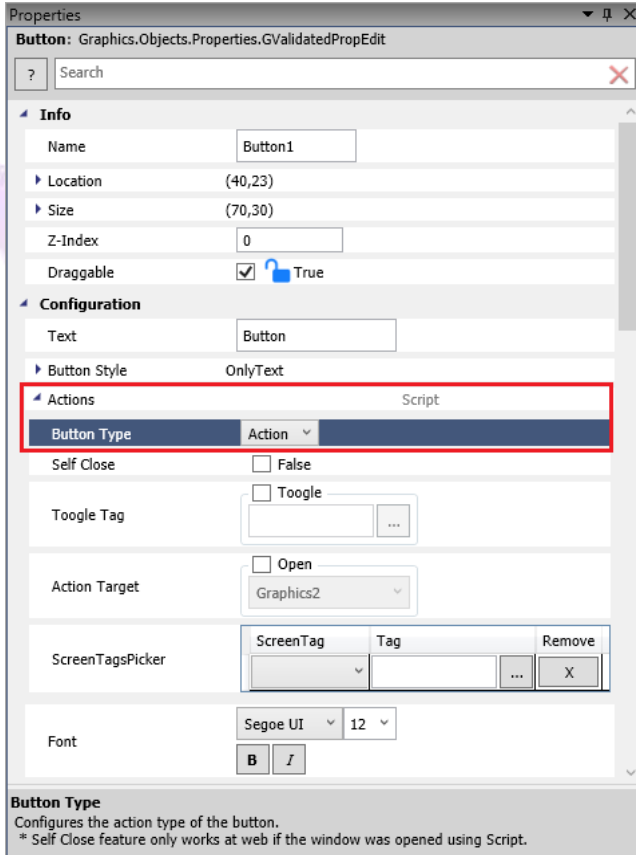 Properties
Button: Graphics.Objects.Properties.GValidatedPropEdit
? Search
Info
Name Button1
Location (40,23)
Size (70,30)
Z-Index 0
Draggable True
Configuration
Text Button
Button Style OnlyText
Actions Script
Button Type Action
Self Close False
Toogle
Toogle Tag ...
Open
Action Target Graphics2
ScreenTag Tag Remove
ScreenTagsPicker ... X
Segoe UI 12
Font
B I
Button Type
Configures the action type of the button.
* Self Close feature only works at web if the window was opened using Script.